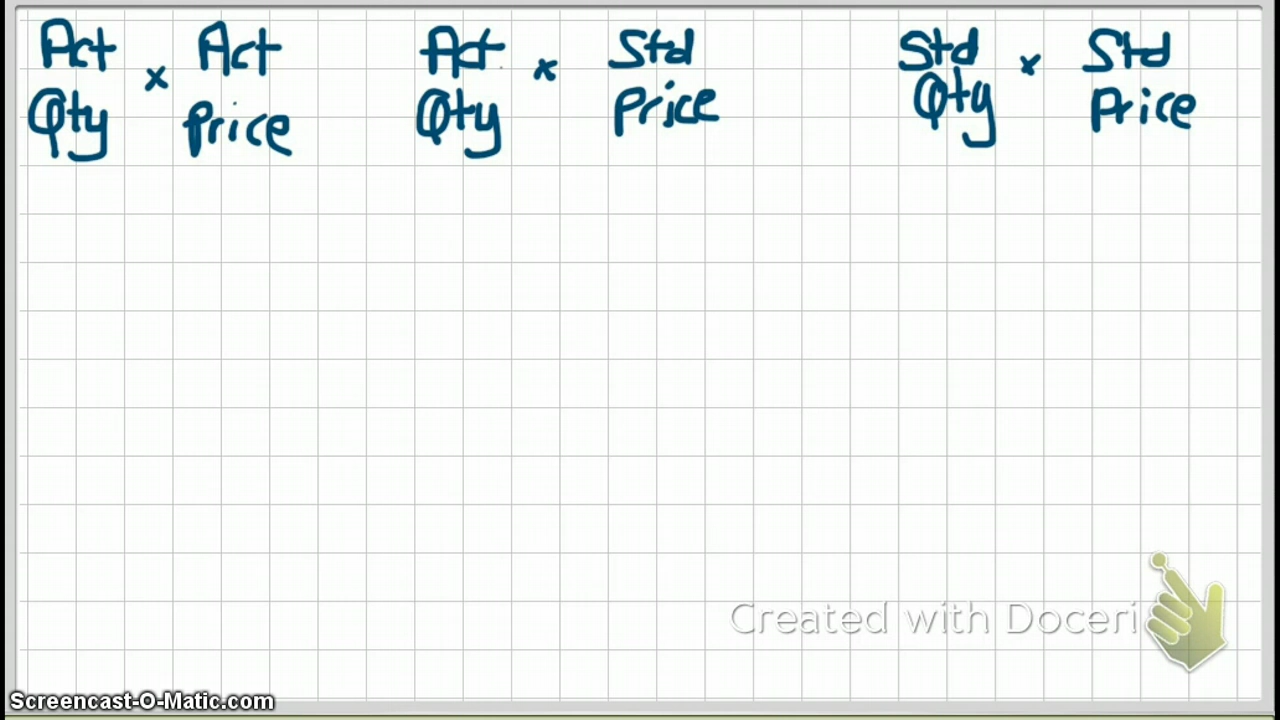 Act × Act Act × Std Std × Std
Qty Price Qty Price Qty Price
Created with Doceri
Screencast-O-Matic.com